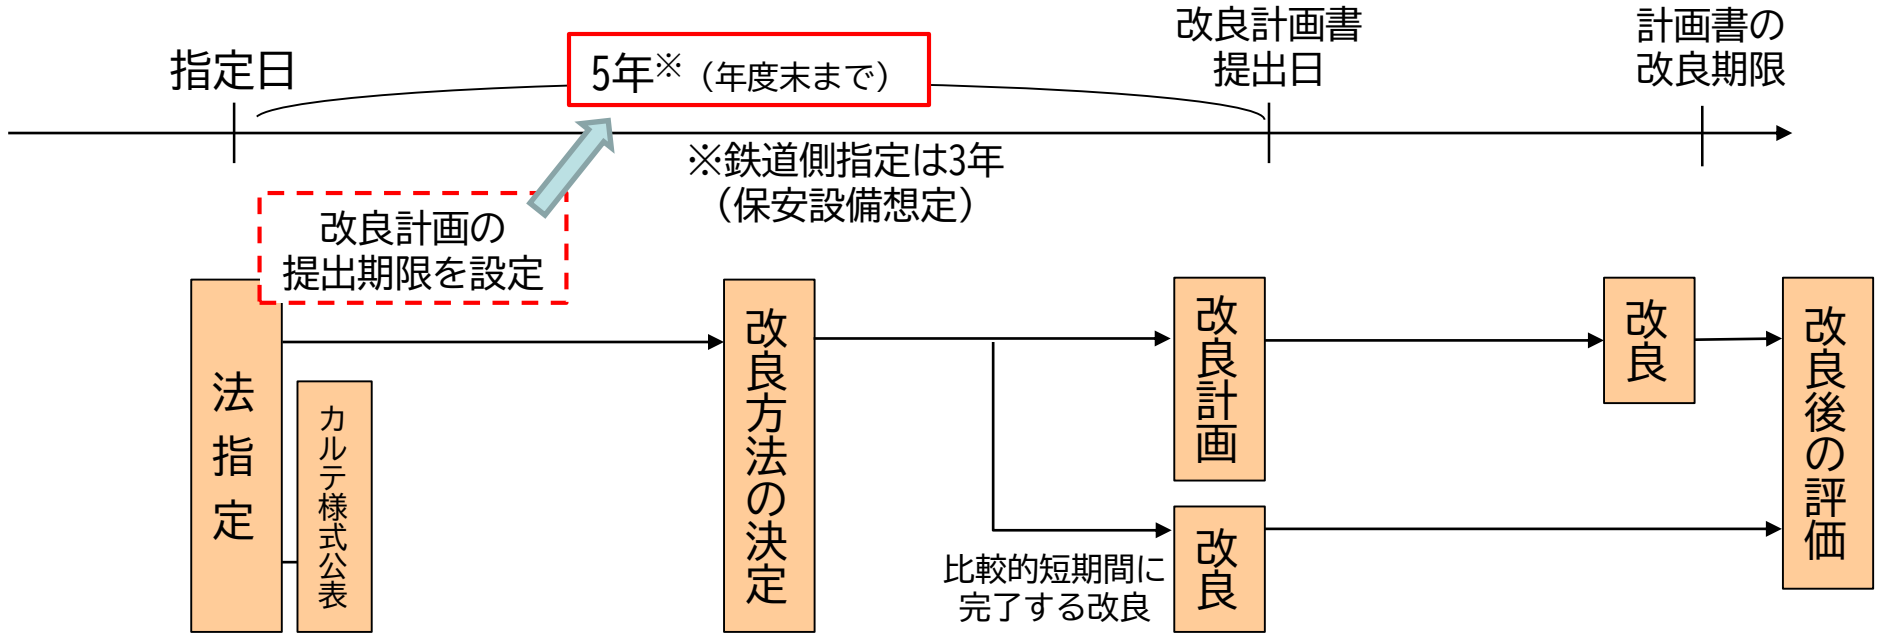 指定日
5年※（年度末まで）
改良計画書
提出日
計画書の
改良期限
※鉄道側指定は3年
（保安設備想定）
改良計画の
提出期限を設定
法指定
カルテ様式公表
改良方法の決定
改良計画
改良
改良後の評価
比較的短期間に
完了する改良
改良